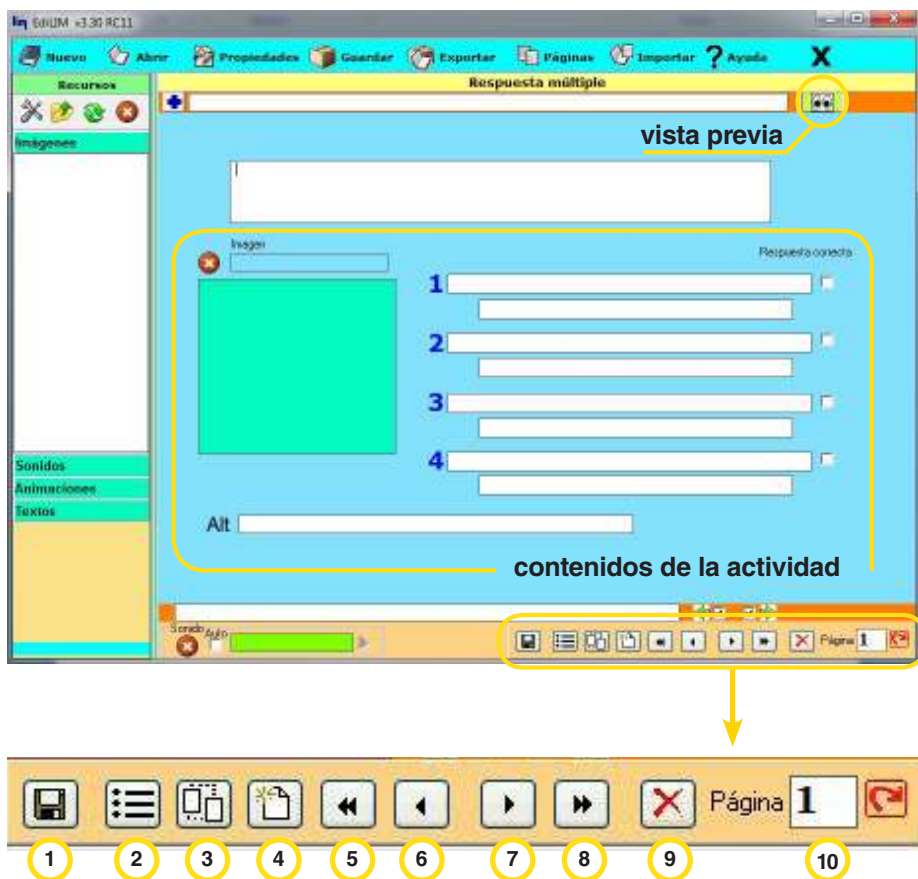 EdiLIM v3.30 RC11
Nuevo Abrir Propiedades Guardar Exportar Páginas Importar ? Ayuda X
Recursos
Respuesta múltiple
vista previa
Imágenes
Imagen
Respuesta correcta
1
2
3
4
Sonidos
Animaciones
Textos
Alt
contenidos de la actividad
Sonido Auto
Página 1
Página 1
1 2 3 4 5 6 7 8 9 10